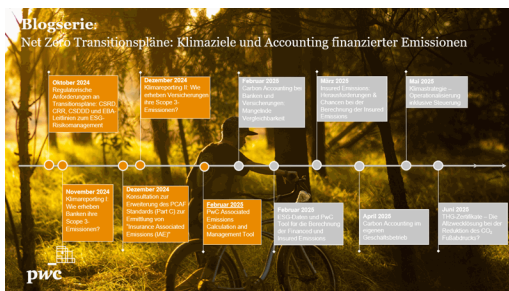 Blogserie:
Net Zero Transitionspläne: Klimaziele und Accounting finanzierter Emissionen
Oktober 2024
Regulatorische
Anforderungen an
Transitionspläne: CSRD,
CRR, CSDDD und EBA-
Leitlinien zum ESG-
Risikomanagement
Dezember 2024
Klimareporting II: Wie
erheben Versicherungen
ihre Scope 3-
Emissionen?
Februar 2025
Carbon Accounting bei
Banken und
Versicherungen:
Mangelnde
Vergleichbarkeit
März 2025
Insured Emissions:
Herausforderungen &
Chancen bei der
Berechnung der Insured
Emissions
Mai 2025
Klimastrategie –
Operationalisierung
inklusive Steuerung
November 2024
Klimareporting I:
Wie erheben
Banken ihre
Scope 3-
Emissionen?
Dezember 2024
Konsultation zur
Erweiterung des PCAF
Standards (Part C) zur
Ermittlung von
"Insurance Associated
Emissions (IAE)"
Februar 2025
PwC Associated
Emissions
Calculation and
Management Tool
Februar 2025
ESG-Daten und PwC
Tool für die Berechnung
der Financed und
Insured Emissions
April 2025
Carbon Accounting im
eigenen
Geschäftsbetrieb
Juni 2025
THG-Zertifikate – Die
Abzweckung bei der
Reduktion des CO2
Fußabdrucks?
pwc